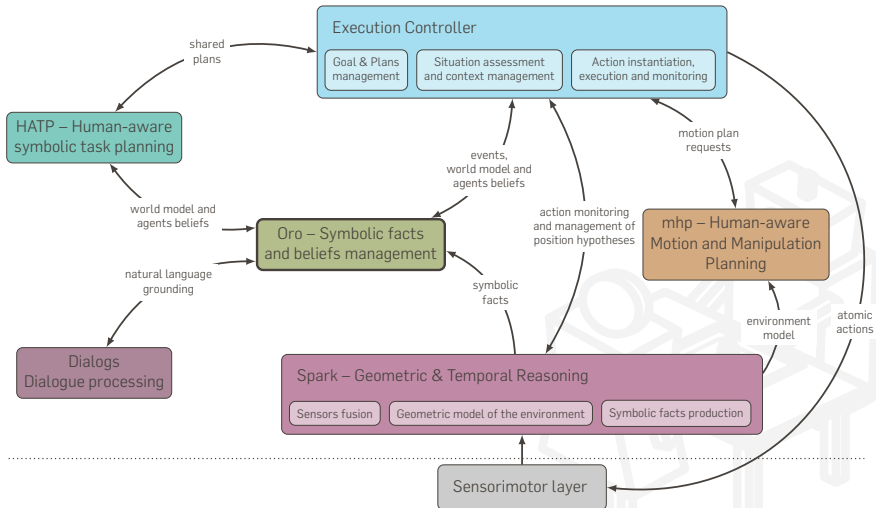 Execution Controller
Goal & Plans
management
Situation assessment
and context management
Action instantiation,
execution and monitoring
shared
plans
HATP – Human-aware
symbolic task planning
motion plan
requests
events,
world model and
agents beliefs
world model and
agents beliefs
action monitoring
and management of
position hypotheses
mhp – Human-aware
Motion and Manipulation
Planning
Oro – Symbolic facts
and beliefs management
natural language
grounding
symbolic
facts
environment
model
atomic
actions
Dialogs
Dialogue processing
Spark – Geometric & Temporal Reasoning
Sensors fusion
Geometric model of the environment
Symbolic facts production
Sensorimotor layer